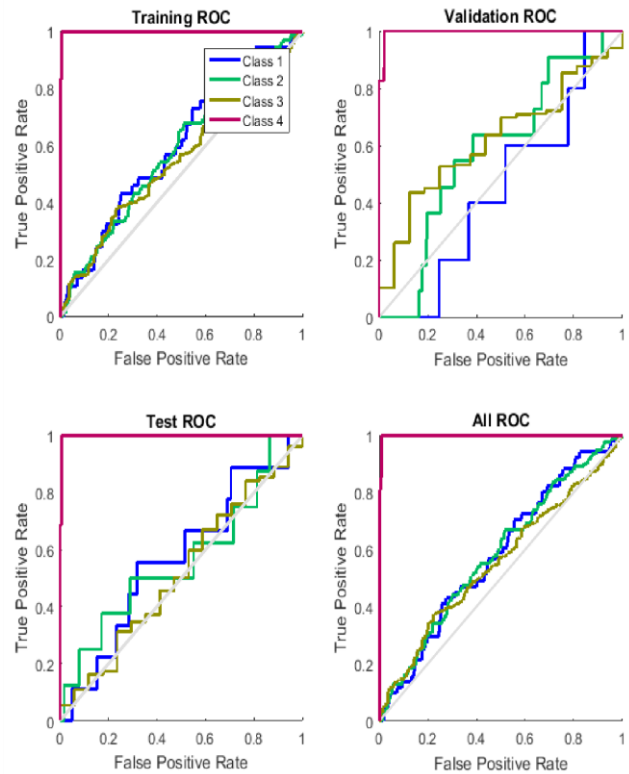 Training ROC
True Positive Rate
1
0.8
0.6
0.4
0.2
0
Class 1
Class 2
Class 3
Class 4
0 0.2 0.4 0.6 0.8 1
False Positive Rate
Validation ROC
True Positive Rate
1
0.8
0.6
0.4
0.2
0
0 0.2 0.4 0.6 0.8 1
False Positive Rate
Test ROC
True Positive Rate
1
0.8
0.6
0.4
0.2
0
0 0.2 0.4 0.6 0.8 1
False Positive Rate
All ROC
True Positive Rate
1
0.8
0.6
0.4
0.2
0
0 0.2 0.4 0.6 0.8 1
False Positive Rate